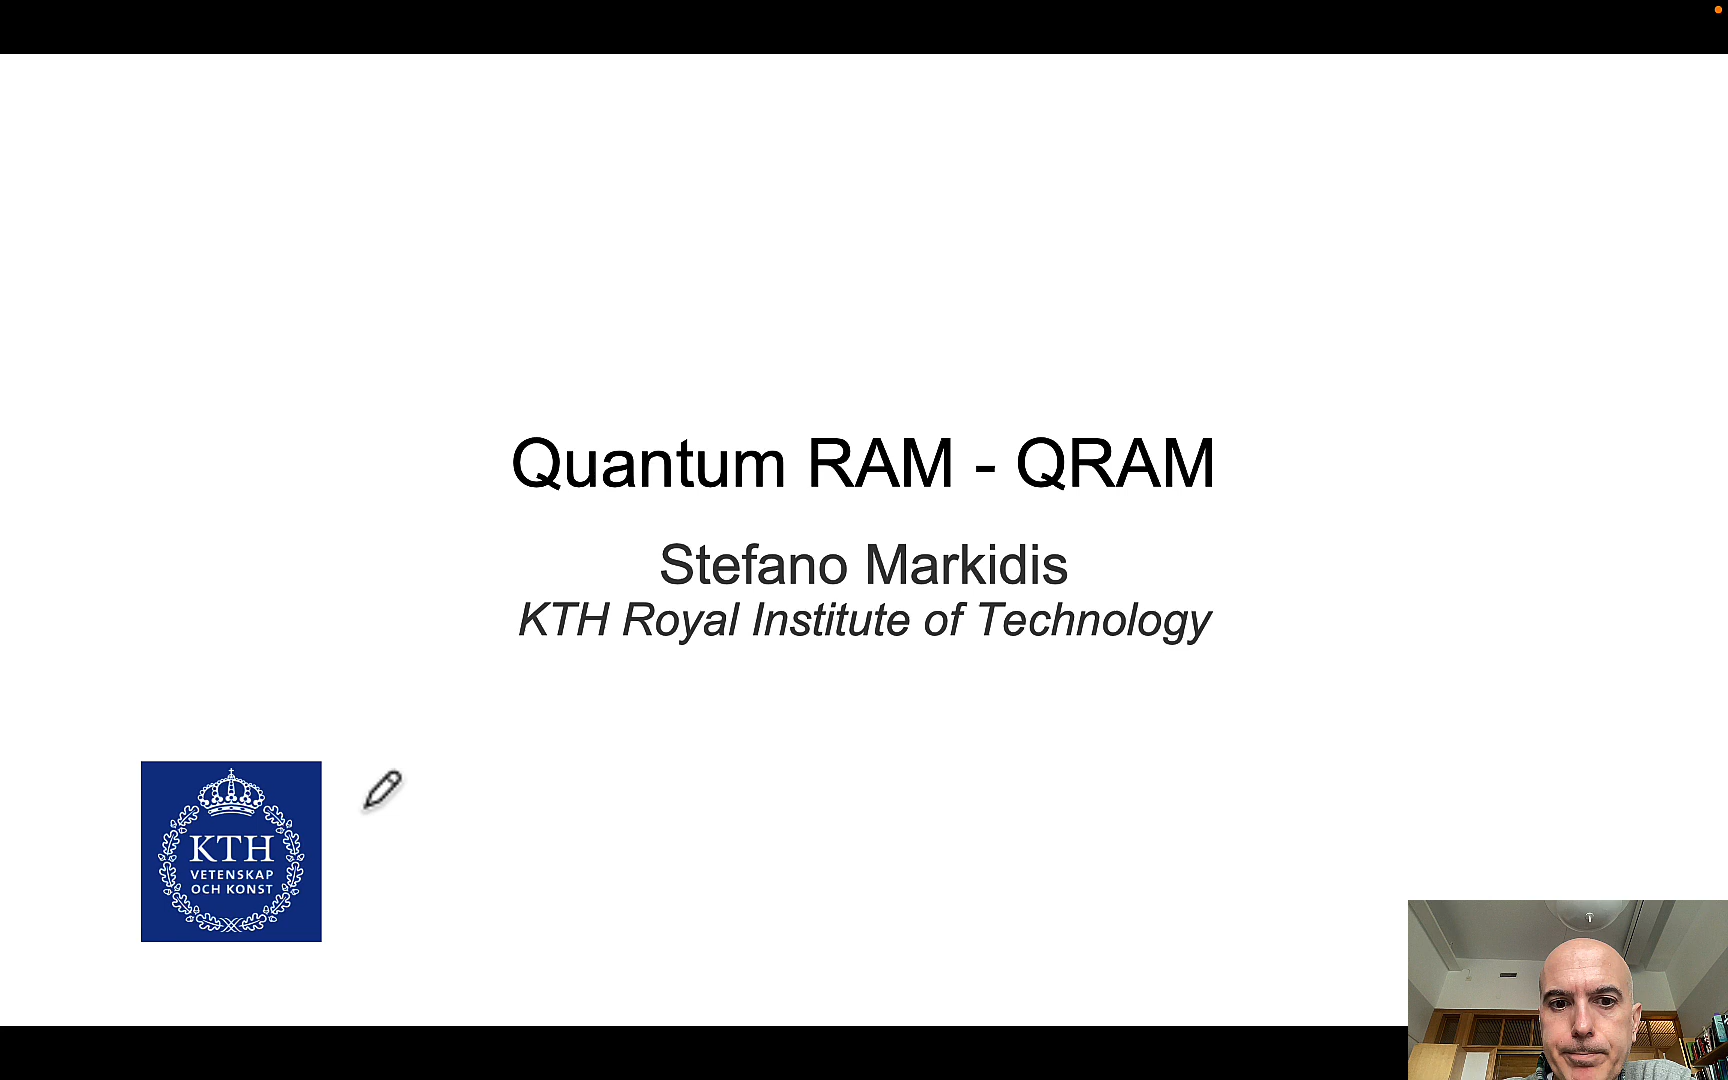 Quantum RAM - QRAM
Stefano Markidis
KTH Royal Institute of Technology
KTH
VETENSKAP
OCH KONST